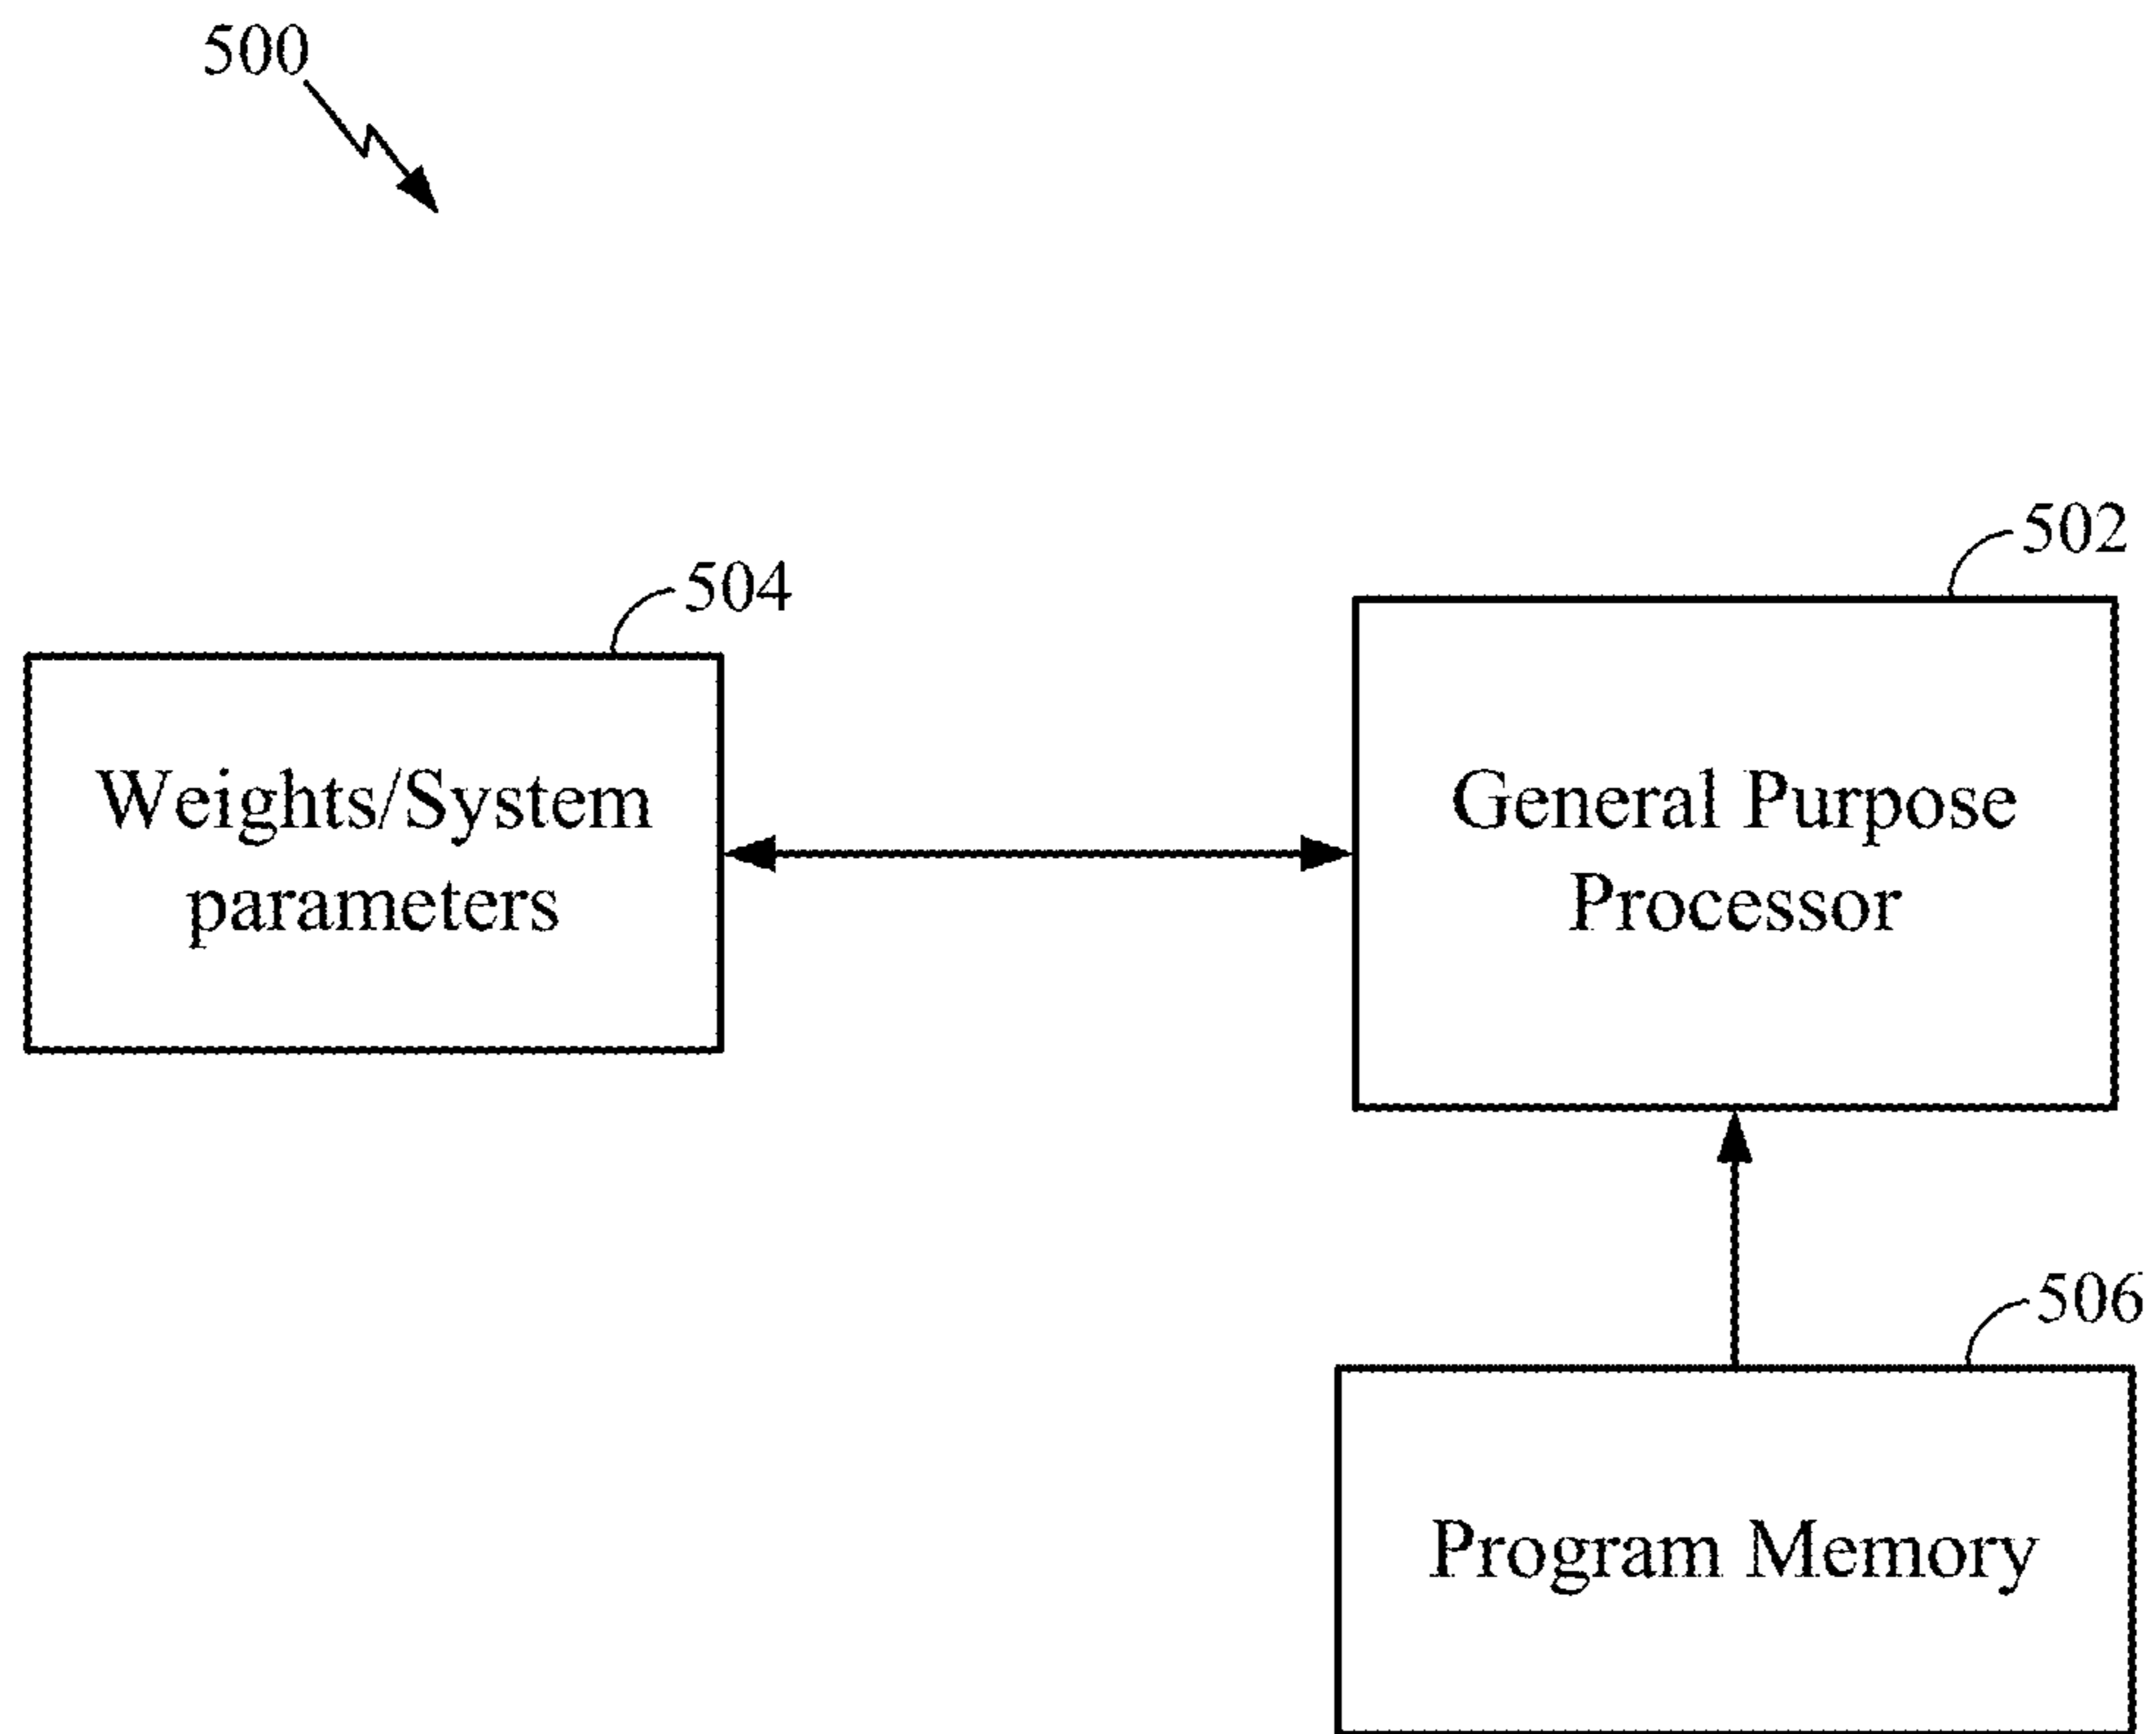 500
502
504
Weights/System
parameters
General Purpose
Processor
506
Program Memory